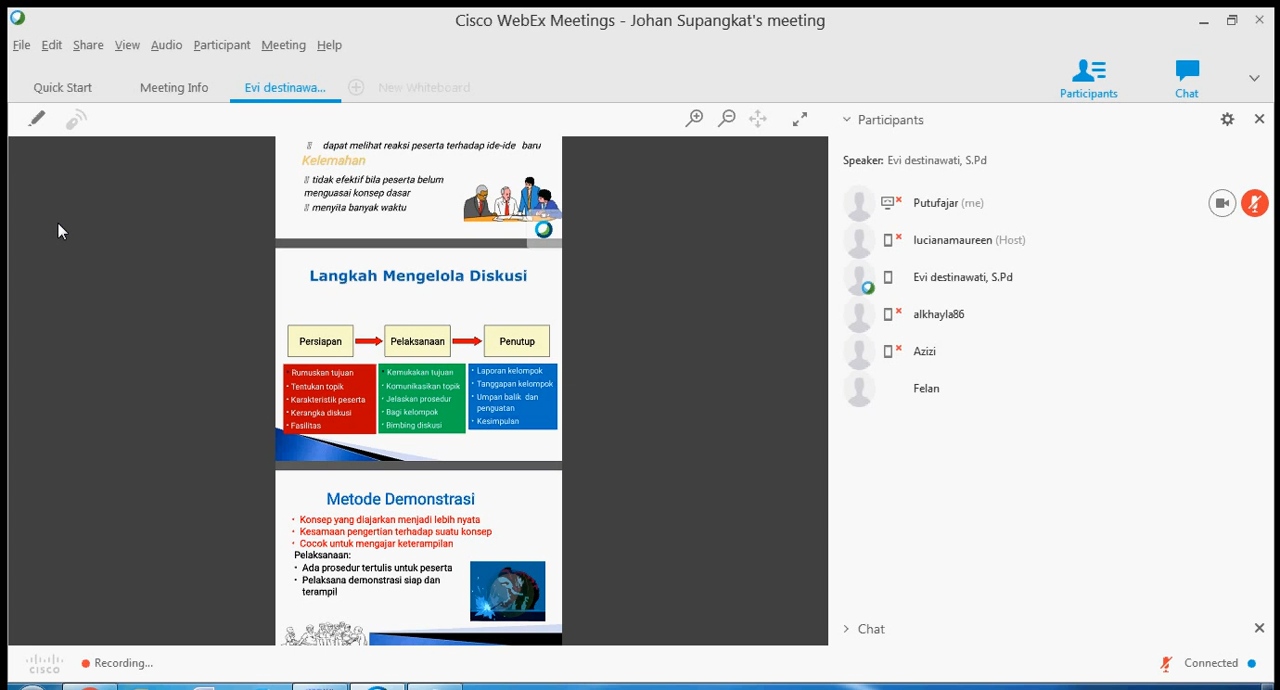 Cisco WebEx Meetings - Johan Supangkat's meeting
File Edit Share View Audio Participant Meeting Help
Quick Start Meeting Info Evi destinawa... New Whiteboard
Participants Chat
Participants
Speaker: Evi destinawati, S.Pd
Putufajar (me)
lucianamaureen (Host)
Evi destinawati, S.Pd
alkhayla86
Azizi
Felan
dapat melihat reaksi peserta terhadap ide-ide baru
Kelemahan
tidak efektif bila peserta belum
menguasai konsep dasar
menyita banyak waktu
Langkah Mengelola Diskusi
Persiapan
Pelaksanaan
Penutup
• Rumuskan tujuan
• Tentukan topik
• Karakteristik peserta
• Kerangka diskusi
• Fasilitas
• Kemukakan tujuan
• Komunikasikan topik
• Jelaskan prosedur
• Bagi kelompok
• Bimbing diskusi
• Laporan kelompok
• Tanggapan kelompok
• Umpan balik dan
penguatan
• Kesimpulan
Metode Demonstrasi
• Konsep yang diajarkan menjadi lebih nyata
• Kesamaan pengertian terhadap suatu konsep
• Cocok untuk mengajar keterampilan
Pelaksanaan:
• Ada prosedur tertulis untuk peserta
• Pelaksana demonstrasi siap dan
terampil
Chat
CISCO
Recording...
Connected